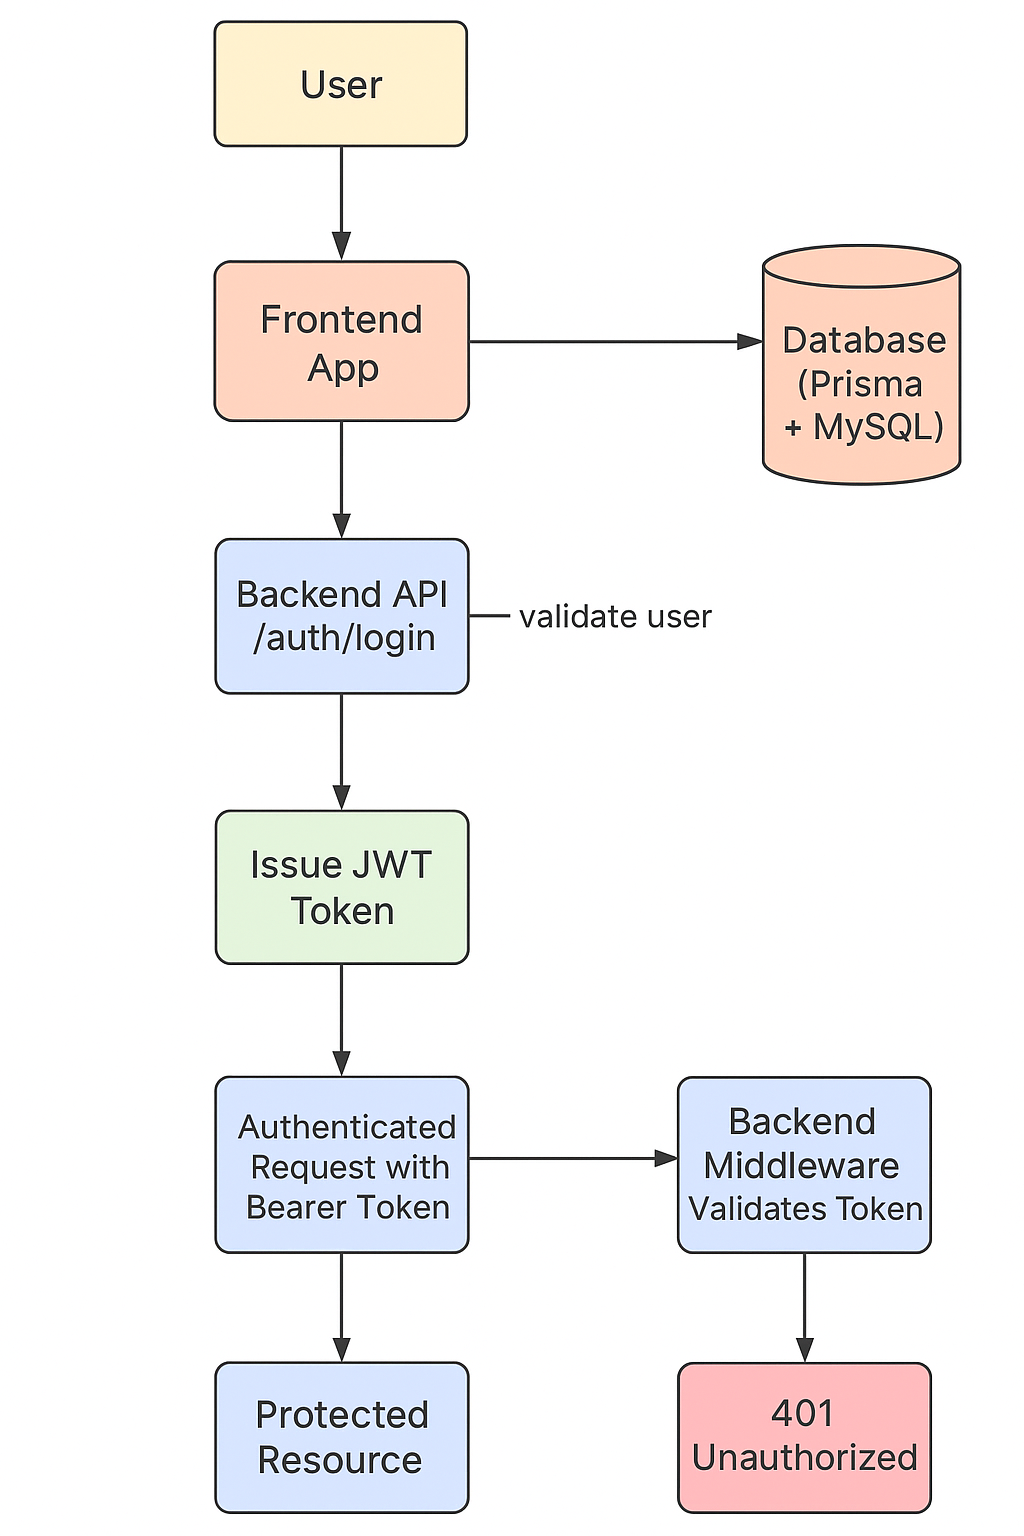 User
Frontend
App
Database
(Prisma
+ MySQL)
Backend API
/auth/login
validate user
Issue JWT
Token
Authenticated
Request with
Bearer Token
Backend
Middleware
Validates Token
Protected
Resource
401
Unauthorized